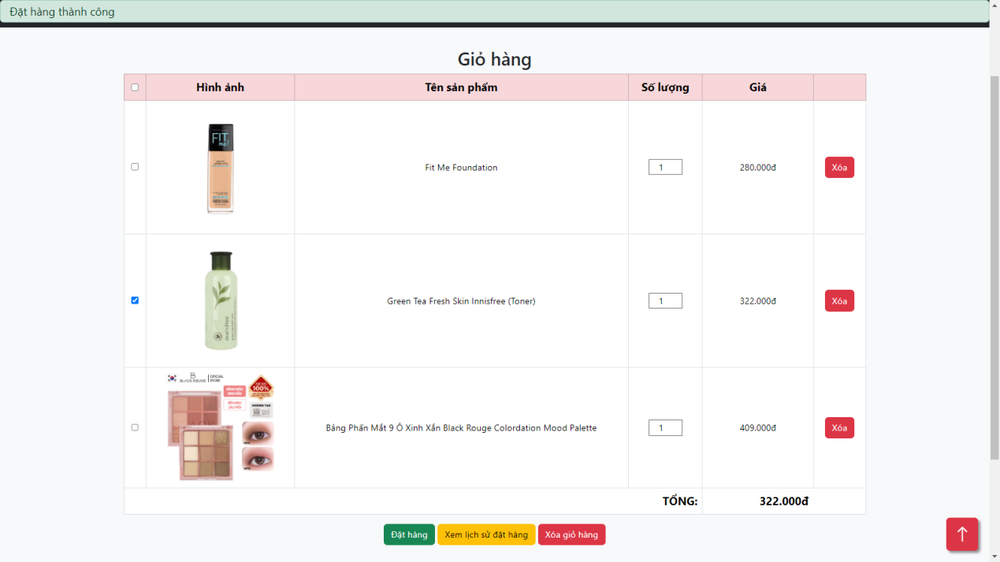 Đặt hàng thành công
Giỏ hàng
Hình ảnh Tên sản phẩm Số lượng Giá
FIT
me!
Fit Me Foundation 1 280.000đ Xóa
innisfree
Green Tea Fresh Skin Innisfree (Toner) 1 322.000đ Xóa
BLACK ROUGE OFFICIAL STORE
100%
Bảng Phấn Mắt 9 Ô Xinh Xắn Black Rouge Colordation Mood Palette 1 409.000đ Xóa
TỔNG: 322.000đ
Đặt hàng Xem lịch sử đặt hàng Xóa giỏ hàng